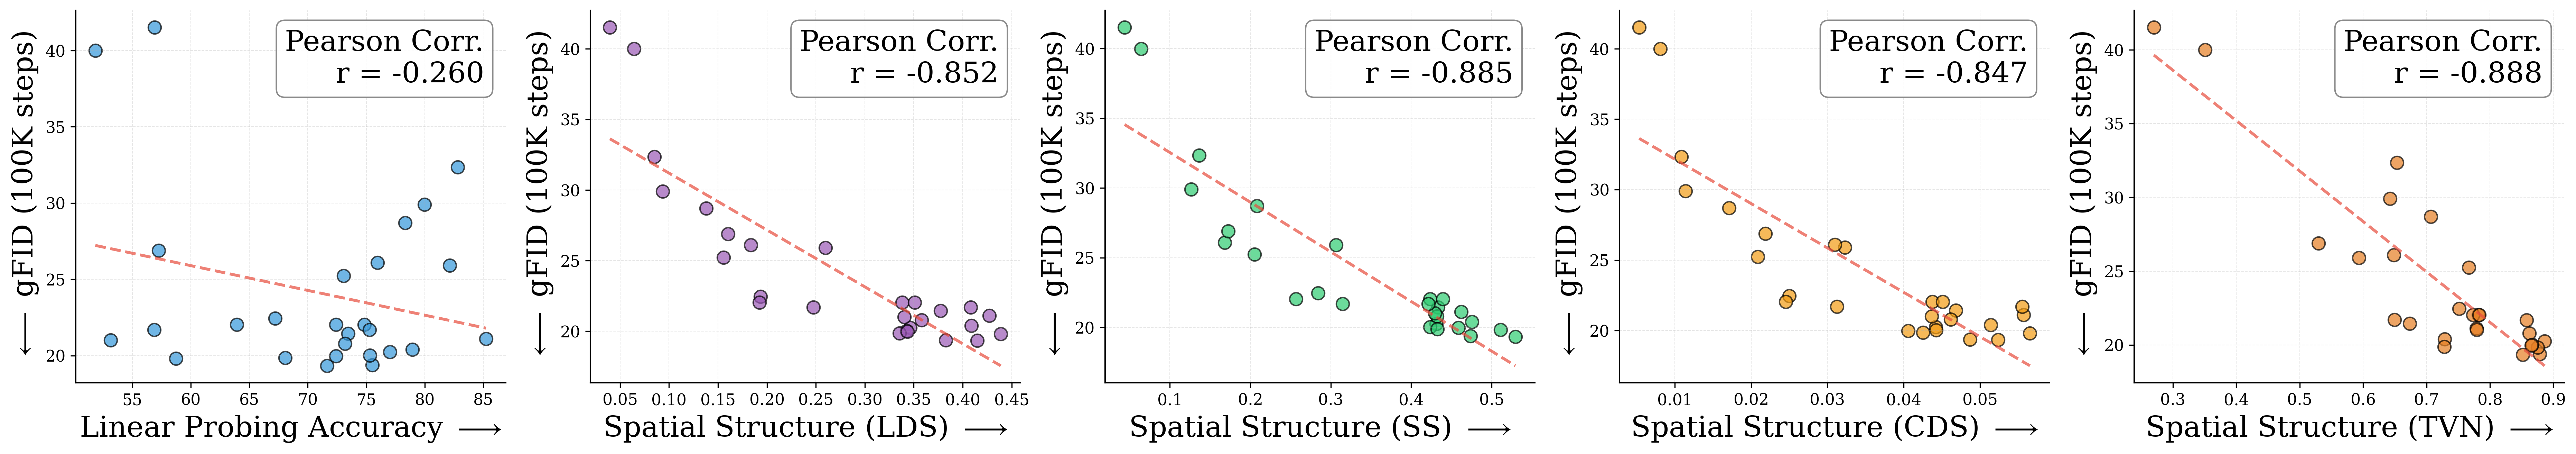 gFID (100K steps) →
40
35
30
25
20
Pearson Corr.
r = -0.260
55
60
65
70
75
80
85
Linear Probing Accuracy →
gFID (100K steps) →
40
35
30
25
20
Pearson Corr.
r = -0.852
0.05
0.10
0.15
0.20
0.25
0.30
0.35
0.40
0.45
Spatial Structure (LDS) →
gFID (100K steps) →
40
35
30
25
20
Pearson Corr.
r = -0.885
0.1
0.2
0.3
0.4
0.5
Spatial Structure (SS) →
gFID (100K steps) →
40
35
30
25
20
Pearson Corr.
r = -0.847
0.01
0.02
0.03
0.04
0.05
Spatial Structure (CDS) →
gFID (100K steps) →
40
35
30
25
20
Pearson Corr.
r = -0.888
0.3
0.4
0.5
0.6
0.7
0.8
0.9
Spatial Structure (TVN) →